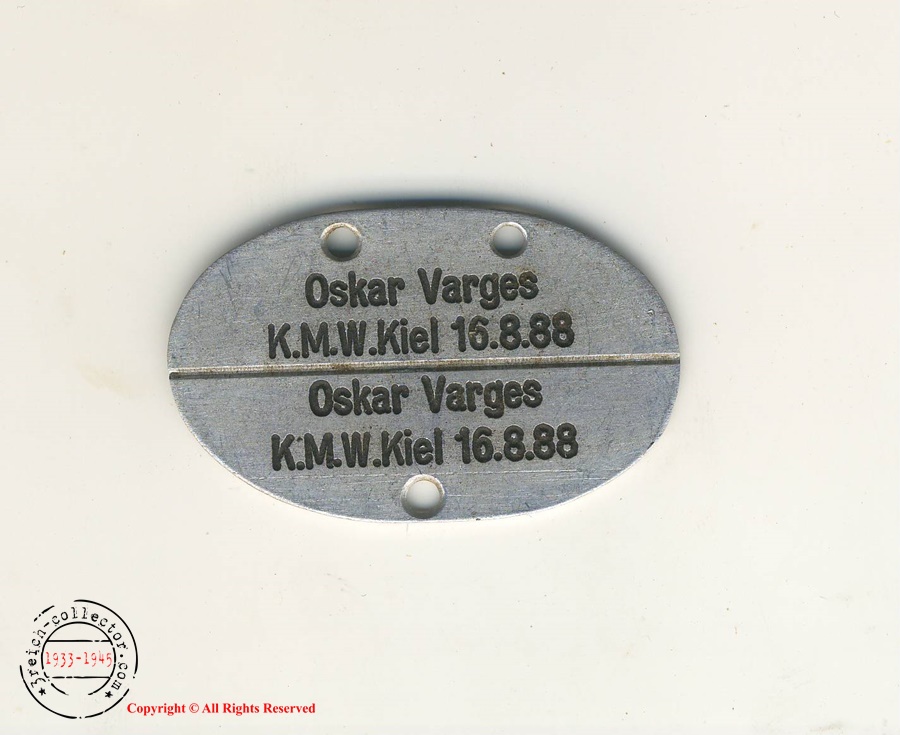 Oskar Varges
K.M.W.Kiel 16.8.88
Oskar Varges
K.M.W.Kiel 16.8.88
*3reich-collector.com*
1933-1945
Copyright © All Rights Reserved